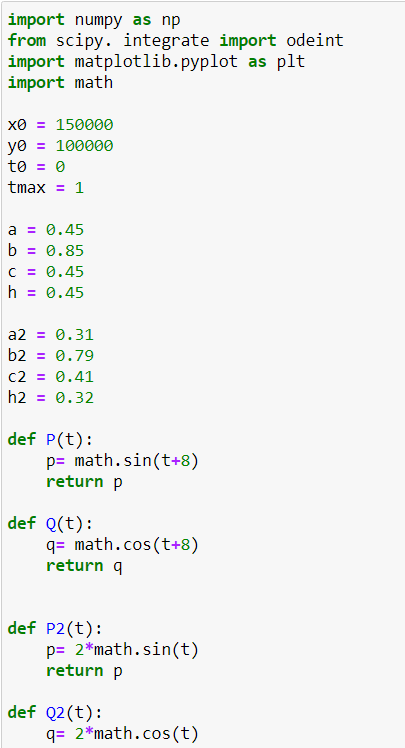 import numpy as np
from scipy. integrate import odeint
import matplotlib.pyplot as plt
import math

x0 = 150000
y0 = 100000
t0 = 0
tmax = 1

a = 0.45
b = 0.85
c = 0.45
h = 0.45

a2 = 0.31
b2 = 0.79
c2 = 0.41
h2 = 0.32

def P(t):
    p= math.sin(t+8)
    return p

def Q(t):
    q= math.cos(t+8)
    return q


def P2(t):
    p= 2*math.sin(t)
    return p

def Q2(t):
    q= 2*math.cos(t)